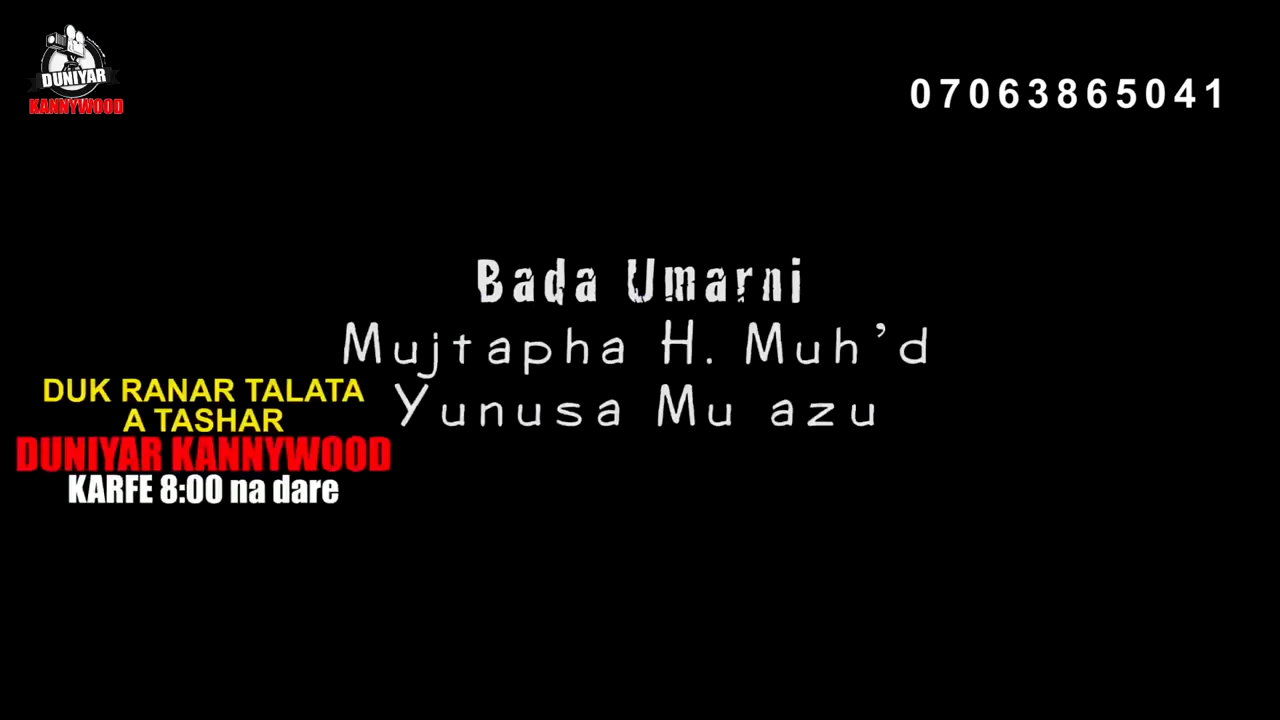 DUNIYAR
KANNYWOOD
07063865041
Bada Umarni
Mujtapha H. Muh'd
Yunusa Mu azu
DUK RANAR TALATA
A TASHAR
DUNIYAR KANNYWOOD
KARFE 8:00 na dare